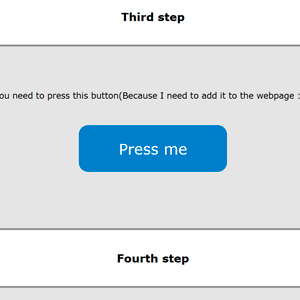 Third step
ou need to press this button(Because I need to add it to the webpage :
Press me
Fourth step